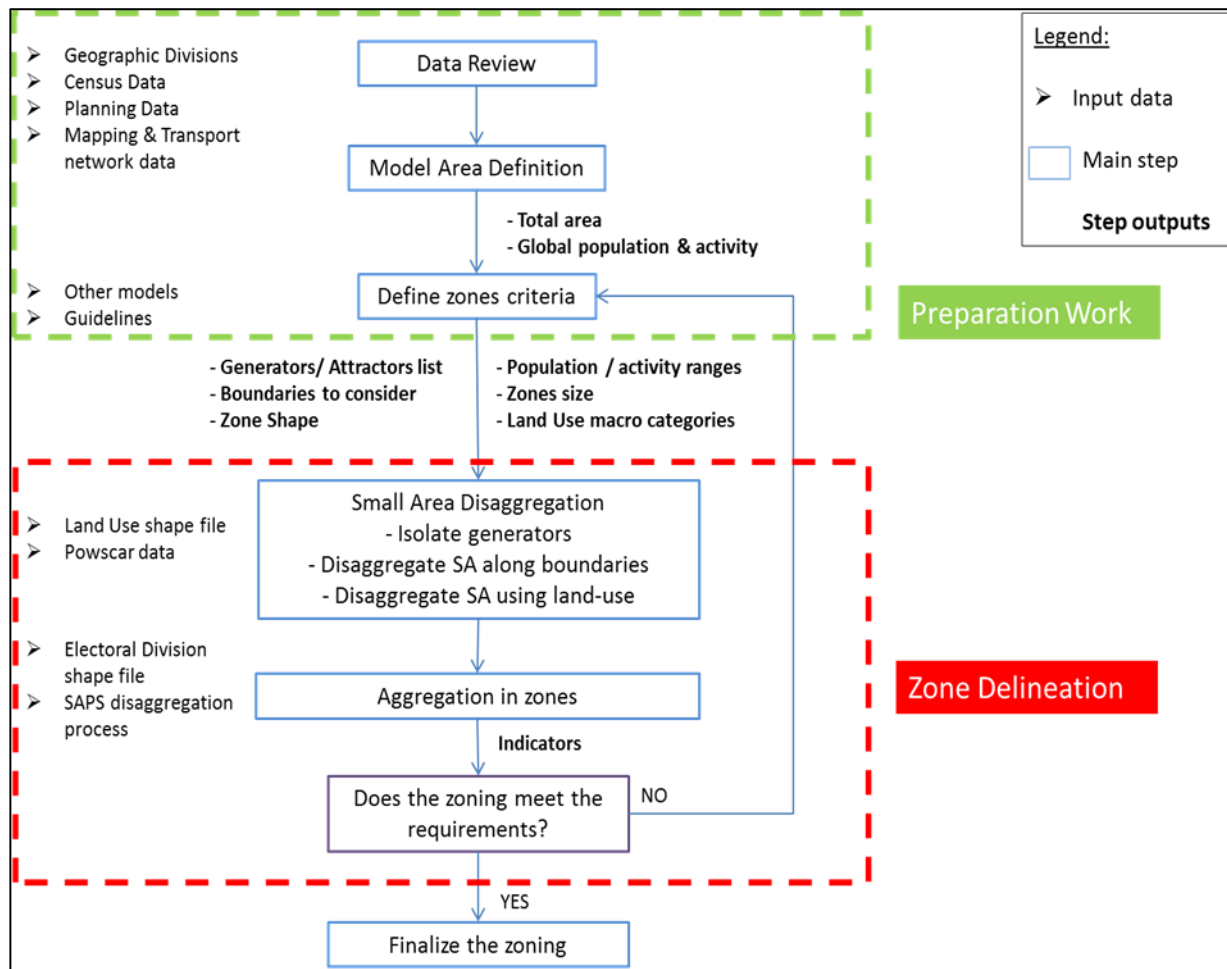 ➢ Geographic Divisions
➢ Census Data
➢ Planning Data
➢ Mapping & Transport
network data
Data Review
Model Area Definition
- Total area
- Global population & activity
➢ Other models
➢ Guidelines
Define zones criteria
Legend:
➢ Input data
Main step
Step outputs
Preparation Work
- Generators/ Attractors list
- Boundaries to consider
- Zone Shape
- Population / activity ranges
- Zones size
- Land Use macro categories
➢ Land Use shape file
➢ Powscar data
Small Area Disaggregation
- Isolate generators
- Disaggregate SA along boundaries
- Disaggregate SA using land-use
➢ Electoral Division
shape file
➢ SAPS disaggregation
process
Aggregation in zones
Zone Delineation
Indicators
Does the zoning meet the
requirements?
NO
YES
Finalize the zoning